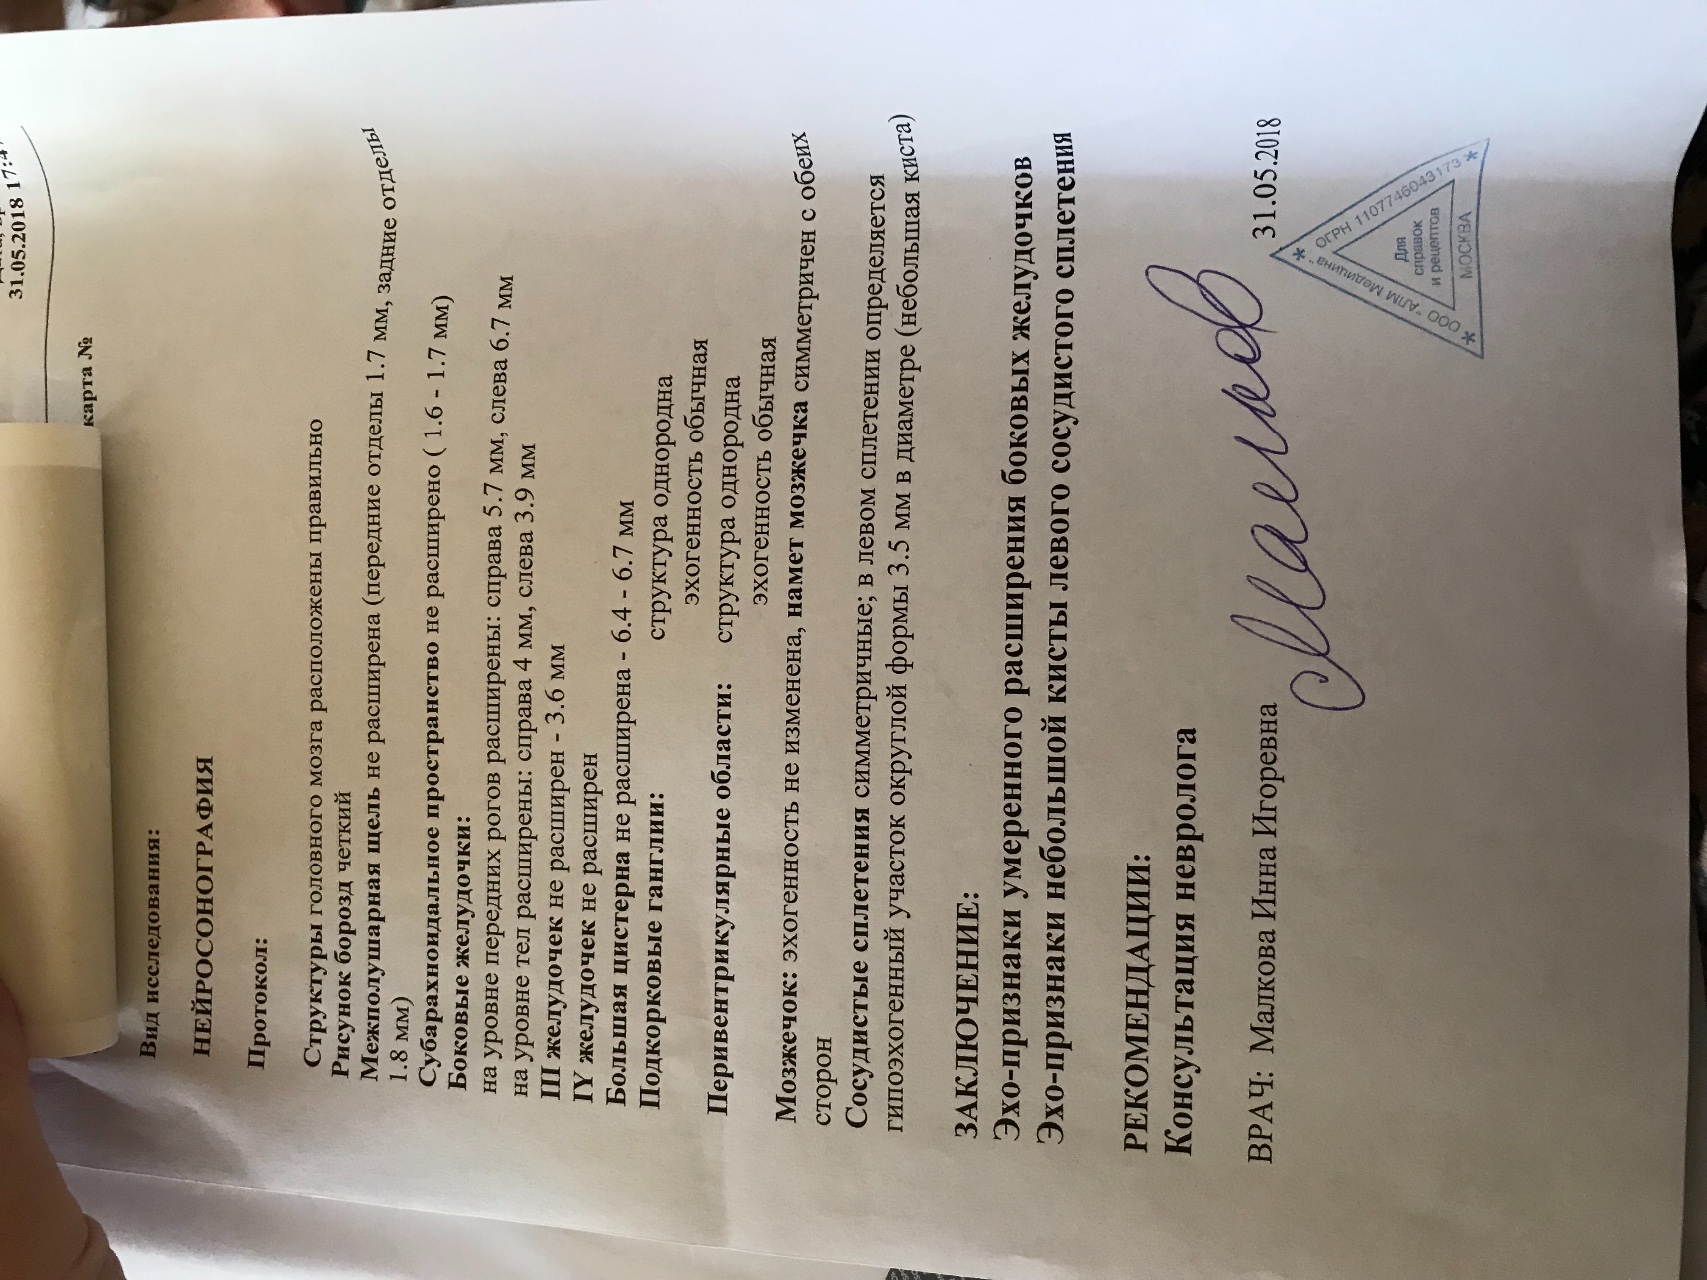 31.05.2018 17:47
карта №
Вид исследования:
НЕЙРОСОНОГРАФИЯ
Протокол:
Структуры головного мозга расположены правильно
Рисунок борозд четкий
Межполушарная щель не расширена (передние отделы 1.7 мм, задние отделы
1.8 мм)
Субарахноидальное пространство не расширено ( 1.6 - 1.7 мм)
Боковые желудочки:
на уровне передних рогов расширены: справа 5.7 мм, слева 6.7 мм
на уровне тел расширены: справа 4 мм, слева 3.9 мм
III желудочек не расширен - 3.6 мм
IY желудочек не расширен
Большая цистерна не расширена - 6.4 - 6.7 мм
Подкорковые ганглии: структура однородна
эхогенность обычная
Перивентрикулярные области: структура однородна
эхогенность обычная
Мозжечок: эхогенность не изменена, намет мозжечка симметричен с обеих
сторон
Сосудистые сплетения симметричные; в левом сплетении определяется
гипоэхогенный участок округлой формы 3.5 мм в диаметре (небольшая киста)
ЗАКЛЮЧЕНИЕ:
Эхо-признаки умеренного расширения боковых желудочков
Эхо-признаки небольшой кисты левого сосудистого сплетения
РЕКОМЕНДАЦИИ:
Консультация невролога
ВРАЧ: Малкова Инна Игоревна
31.05.2018
ООО "АЛМ Медицина"
ОГРН 1107746043173
Для
справок
и рецептов
МОСКВА